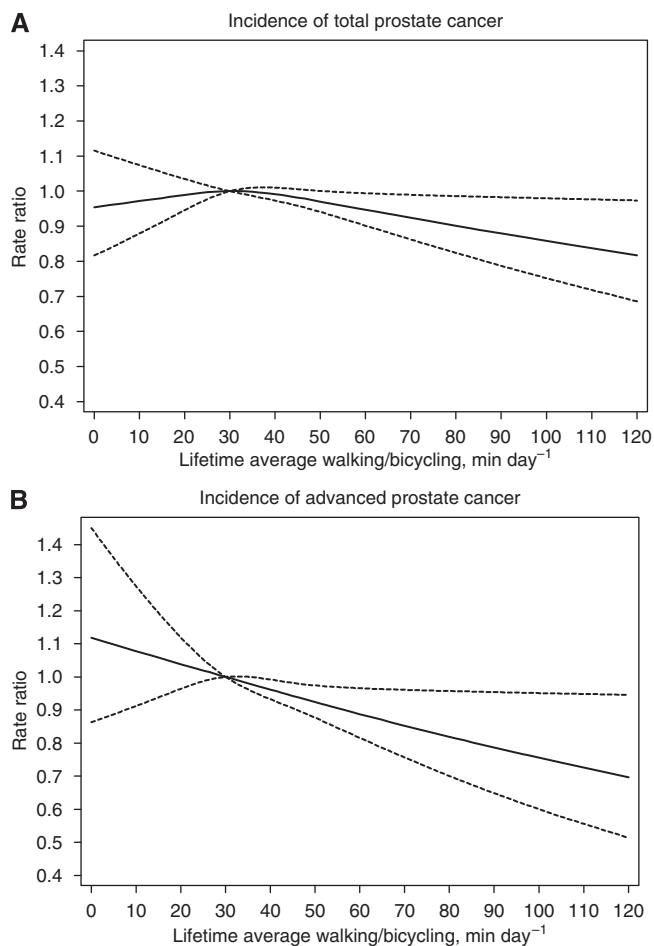 A
Incidence of total prostate cancer
1.4
1.3
1.2
1.1
1.0
0.9
0.8
0.7
0.6
0.5
0.4
Rate ratio
0 10 20 30 40 50 60 70 80 90 100 110 120
Lifetime average walking/bicycling, min day⁻¹
B
Incidence of advanced prostate cancer
1.4
1.3
1.2
1.1
1.0
0.9
0.8
0.7
0.6
0.5
0.4
Rate ratio
0 10 20 30 40 50 60 70 80 90 100 110 120
Lifetime average walking/bicycling, min day⁻¹